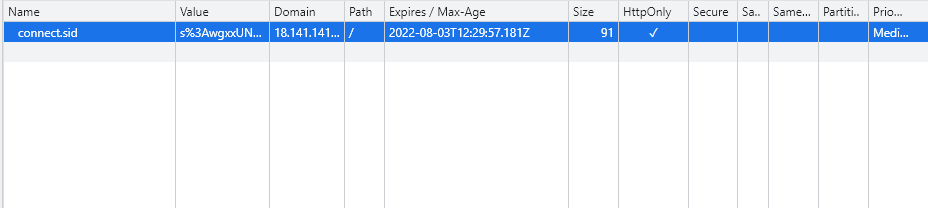 Name Value Domain Path Expires / Max-Age Size HttpOnly Secure Sa.. Same... Partiti... Prio...
connect.sid s%3AwgxxUN... 18.141.141... / 2022-08-03T12:29:57.181Z 91 ✓ Medi...